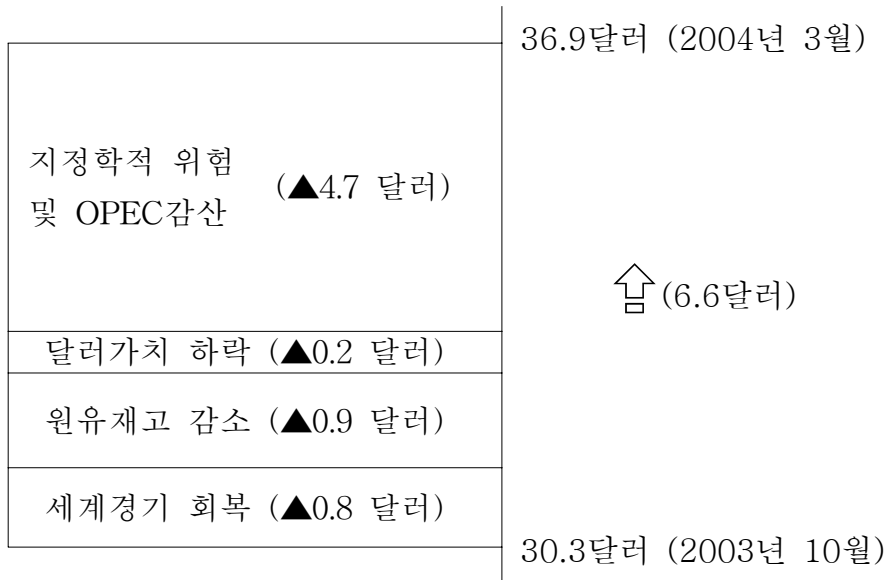 36.9달러 (2004년 3월)
지정학적 위험
및 OPEC감산
(▲4.7 달러)
(6.6달러)
달러가치 하락 (▲0.2 달러)
원유재고 감소 (▲0.9 달러)
세계경기 회복 (▲0.8 달러)
30.3달러 (2003년 10월)